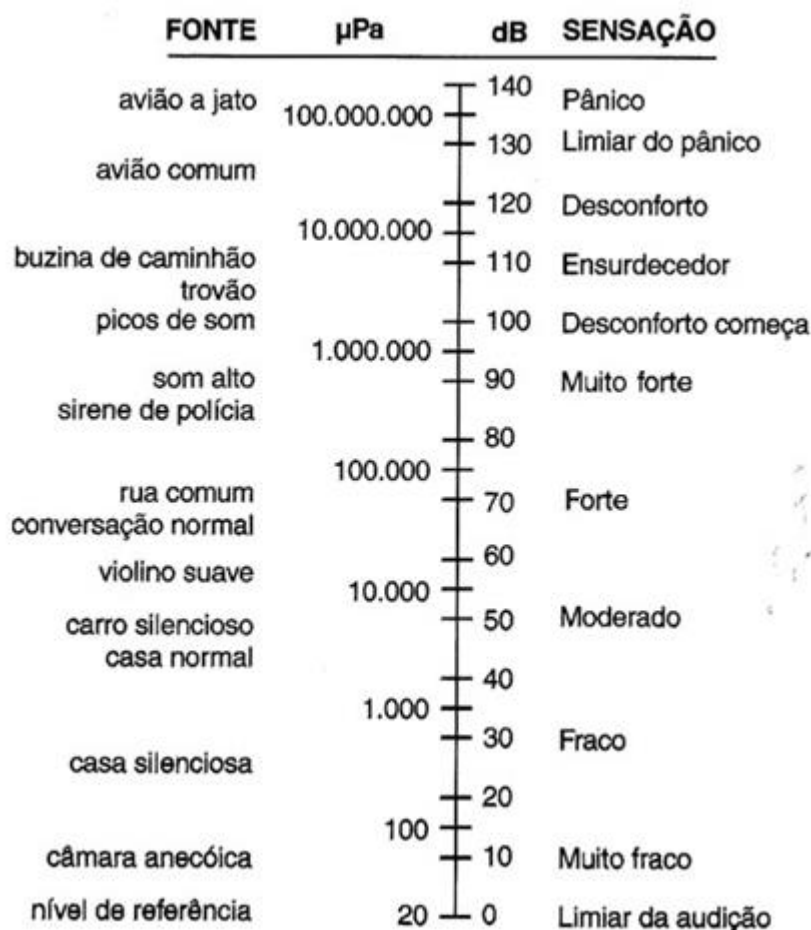 FONTE µPa dB SENSAÇÃO
140
avião a jato Pânico
100.000.000
130 Limiar do pânico
avião comum
120 Desconforto
10.000.000
buzina de caminhão 110 Ensurdecedor
trovão
picos de som 100 Desconforto começa
1.000.000
som alto 90 Muito forte
sirene de polícia
80
100.000
rua comum 70 Forte
conversação normal
60
violino suave
10.000
carro silencioso 50 Moderado
casa normal
40
1.000
30 Fraco
casa silenciosa
20
100
câmara anecóica 10 Muito fraco
nível de referência 20 0 Limiar da audição